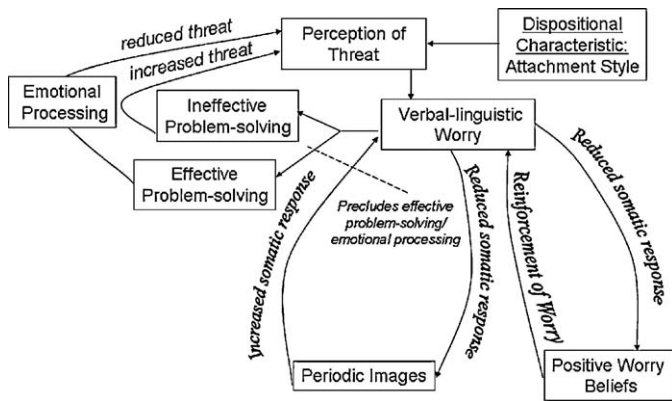 reduced threat
increased threat
Perception of
Threat
Dispositional
Characteristic:
Attachment Style
Emotional
Processing
Ineffective
Problem-solving
Verbal-linguistic
Worry
Effective
Problem-solving
Precludes effective
problem-solving/
emotional processing
Increased somatic response
Reduced somatic response
Reinforcement of Worry
Reduced somatic response
Periodic Images
Positive Worry
Beliefs